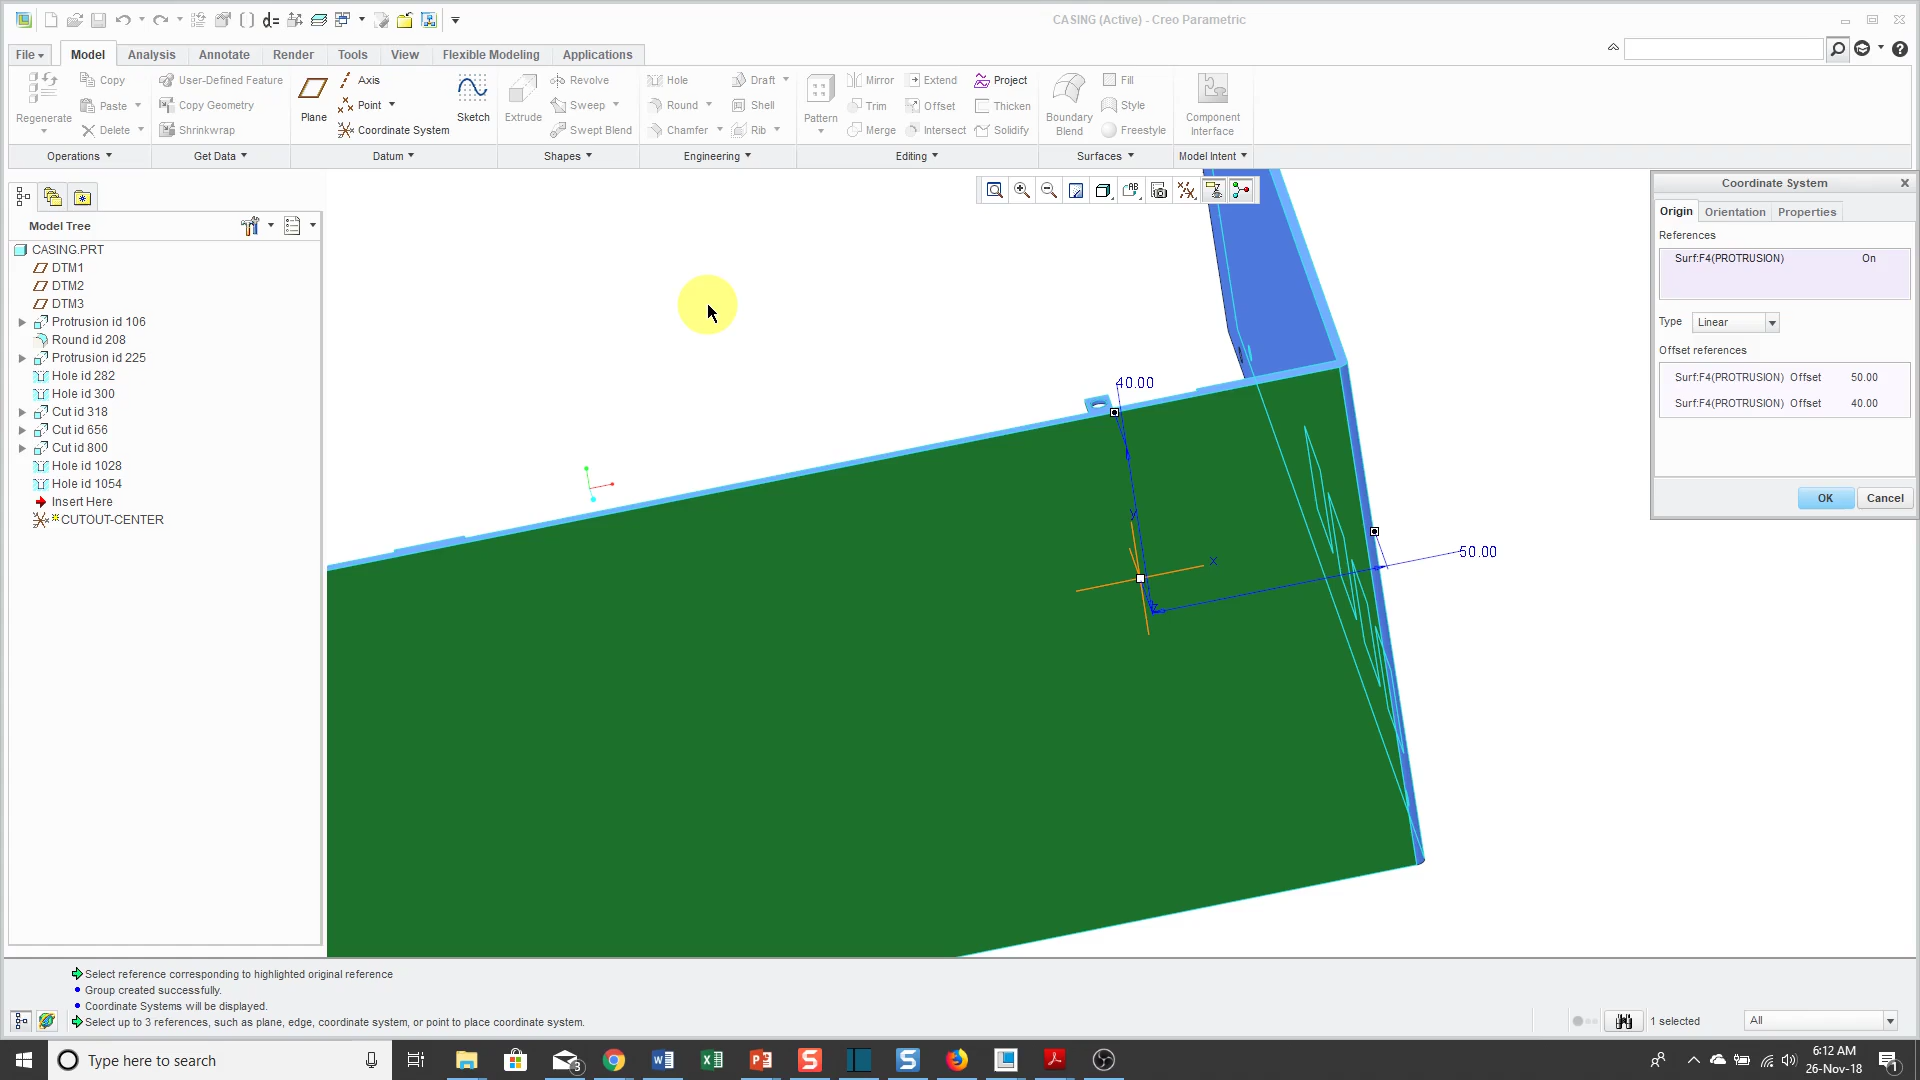 CASING (Active) - Creo Parametric
File
Model
Analysis
Annotate
Render
Tools
View
Flexible Modeling
Applications
Regenerate
Copy
Paste
Delete
User-Defined Feature
Copy Geometry
Shrinkwrap
Plane
Axis
Point
Coordinate System
Sketch
Extrude
Revolve
Sweep
Swept Blend
Hole
Round
Chamfer
Draft
Shell
Rib
Pattern
Mirror
Trim
Merge
Extend
Offset
Intersect
Project
Thicken
Solidify
Boundary
Blend
Fill
Style
Freestyle
Component
Interface
Operations
Get Data
Datum
Shapes
Engineering
Editing
Surfaces
Model Intent
Model Tree
CASING.PRT
DTM1
DTM2
DTM3
Protrusion id 106
Round id 208
Protrusion id 225
Hole id 282
Hole id 300
Cut id 318
Cut id 656
Cut id 800
Hole id 1028
Hole id 1054
Insert Here
CUTOUT-CENTER
40.00
50.00
Y
X
Z
Coordinate System
Origin
Orientation
Properties
References
Surf:F4(PROTRUSION) On
Type Linear
Offset references
Surf:F4(PROTRUSION) Offset 50.00
Surf:F4(PROTRUSION) Offset 40.00
OK
Cancel
Select reference corresponding to highlighted original reference
Group created successfully.
Coordinate Systems will be displayed.
Select up to 3 references, such as plane, edge, coordinate system, or point to place coordinate system.
1 selected
All
Type here to search
3
6:12 AM
26-Nov-18
1